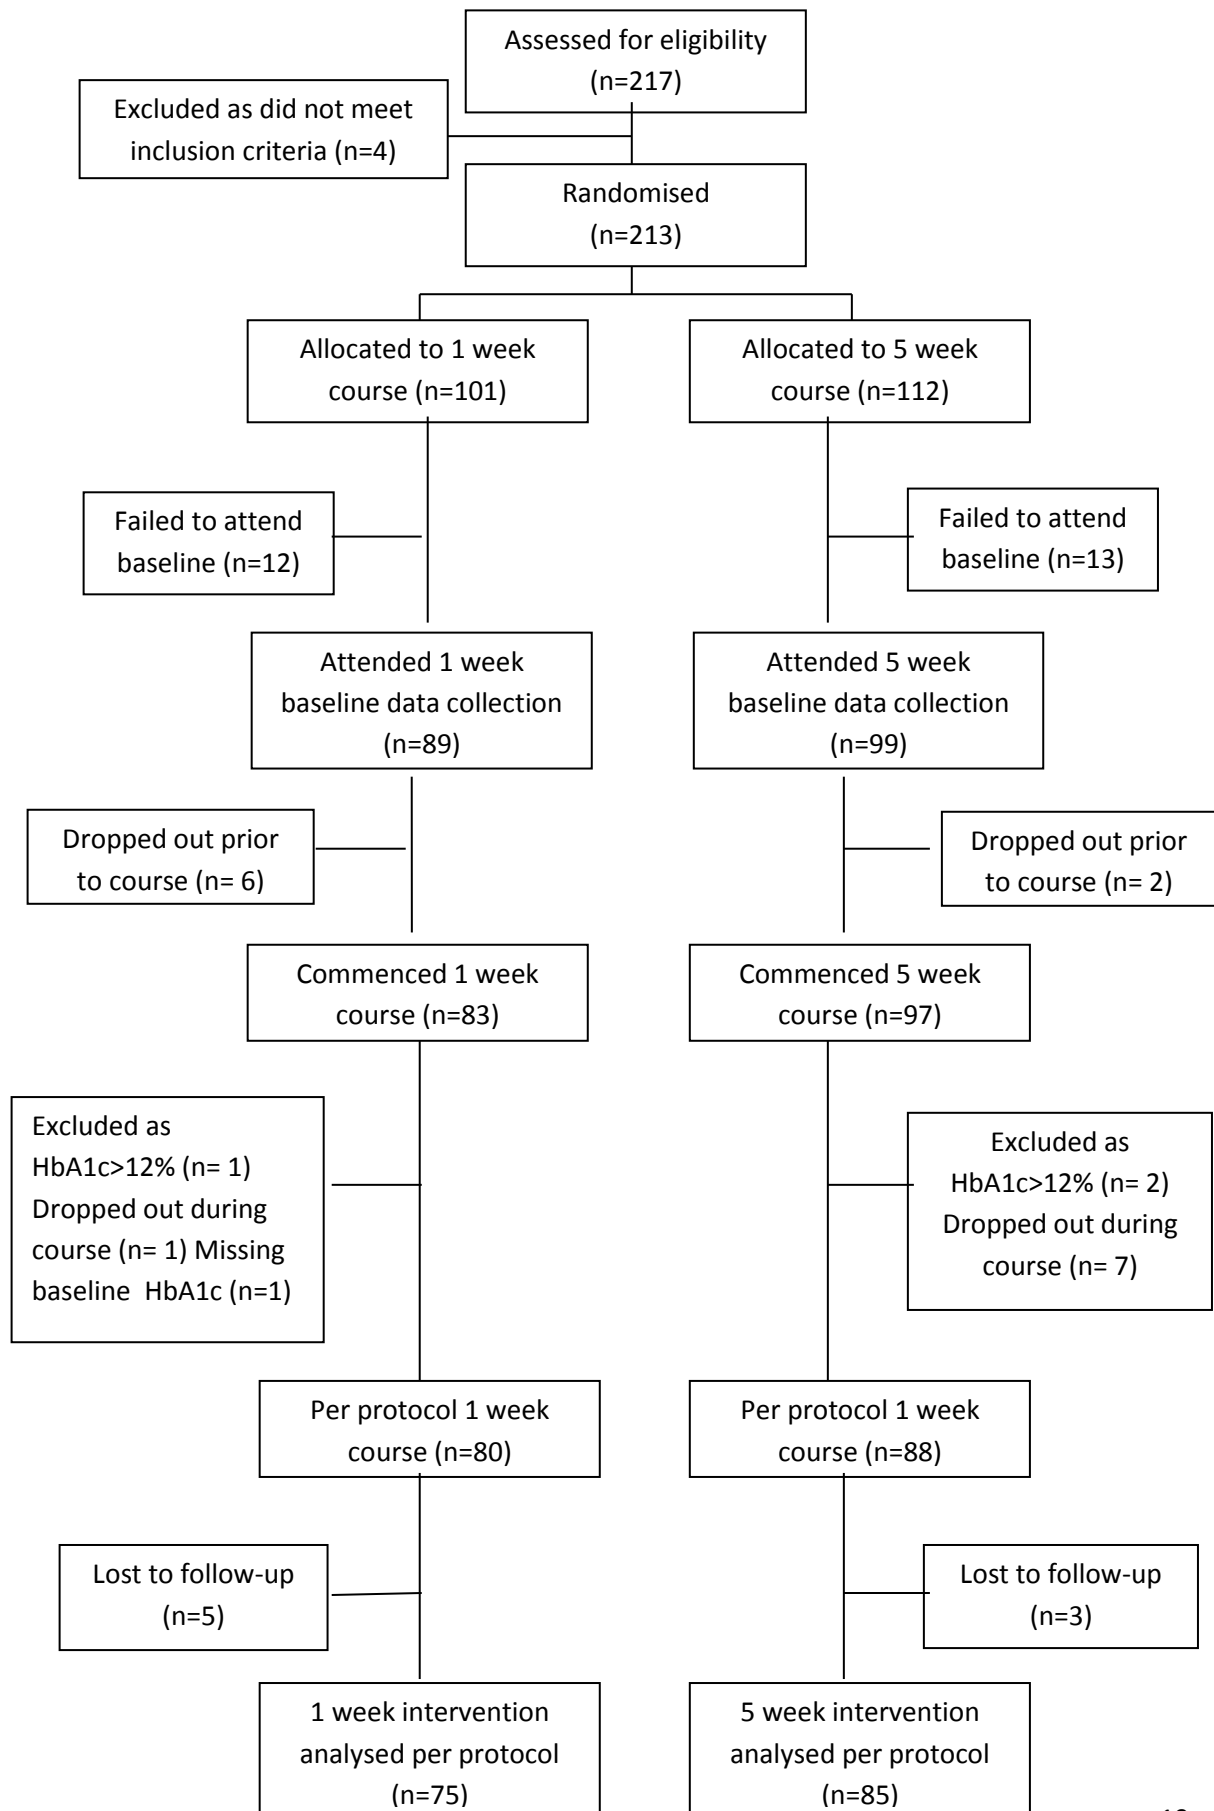 Assessed for eligibility
(n=217)
Excluded as did not meet
inclusion criteria (n=4)
Randomised
(n=213)
Allocated to 1 week
course (n=101)
Allocated to 5 week
course (n=112)
Failed to attend
baseline (n=12)
Failed to attend
baseline (n=13)
Attended 1 week
baseline data collection
(n=89)
Attended 5 week
baseline data collection
(n=99)
Dropped out prior
to course (n= 6)
Dropped out prior
to course (n= 2)
Commenced 1 week
course (n=83)
Commenced 5 week
course (n=97)
Excluded as
HbA1c>12% (n= 1)
Dropped out during
course (n= 1) Missing
baseline HbA1c (n=1)
Excluded as
HbA1c>12% (n= 2)
Dropped out during
course (n= 7)
Per protocol 1 week
course (n=80)
Per protocol 1 week
course (n=88)
Lost to follow-up
(n=5)
Lost to follow-up
(n=3)
1 week intervention
analysed per protocol
(n=75)
5 week intervention
analysed per protocol
(n=85)